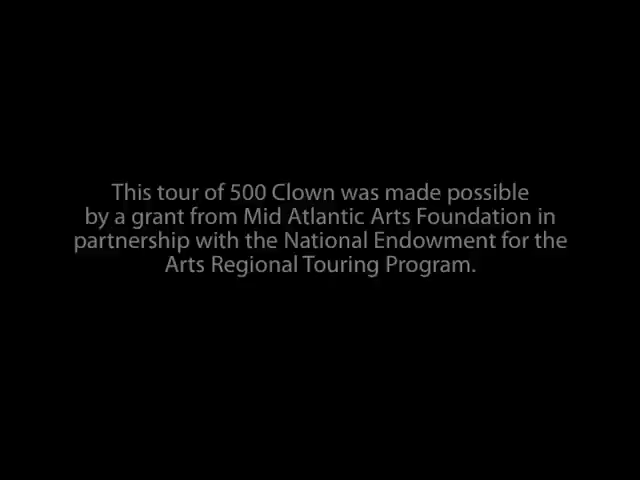 This tour of 500 Clown was made possible
by a grant from Mid Atlantic Arts Foundation in
partnership with the National Endowment for the
Arts Regional Touring Program.